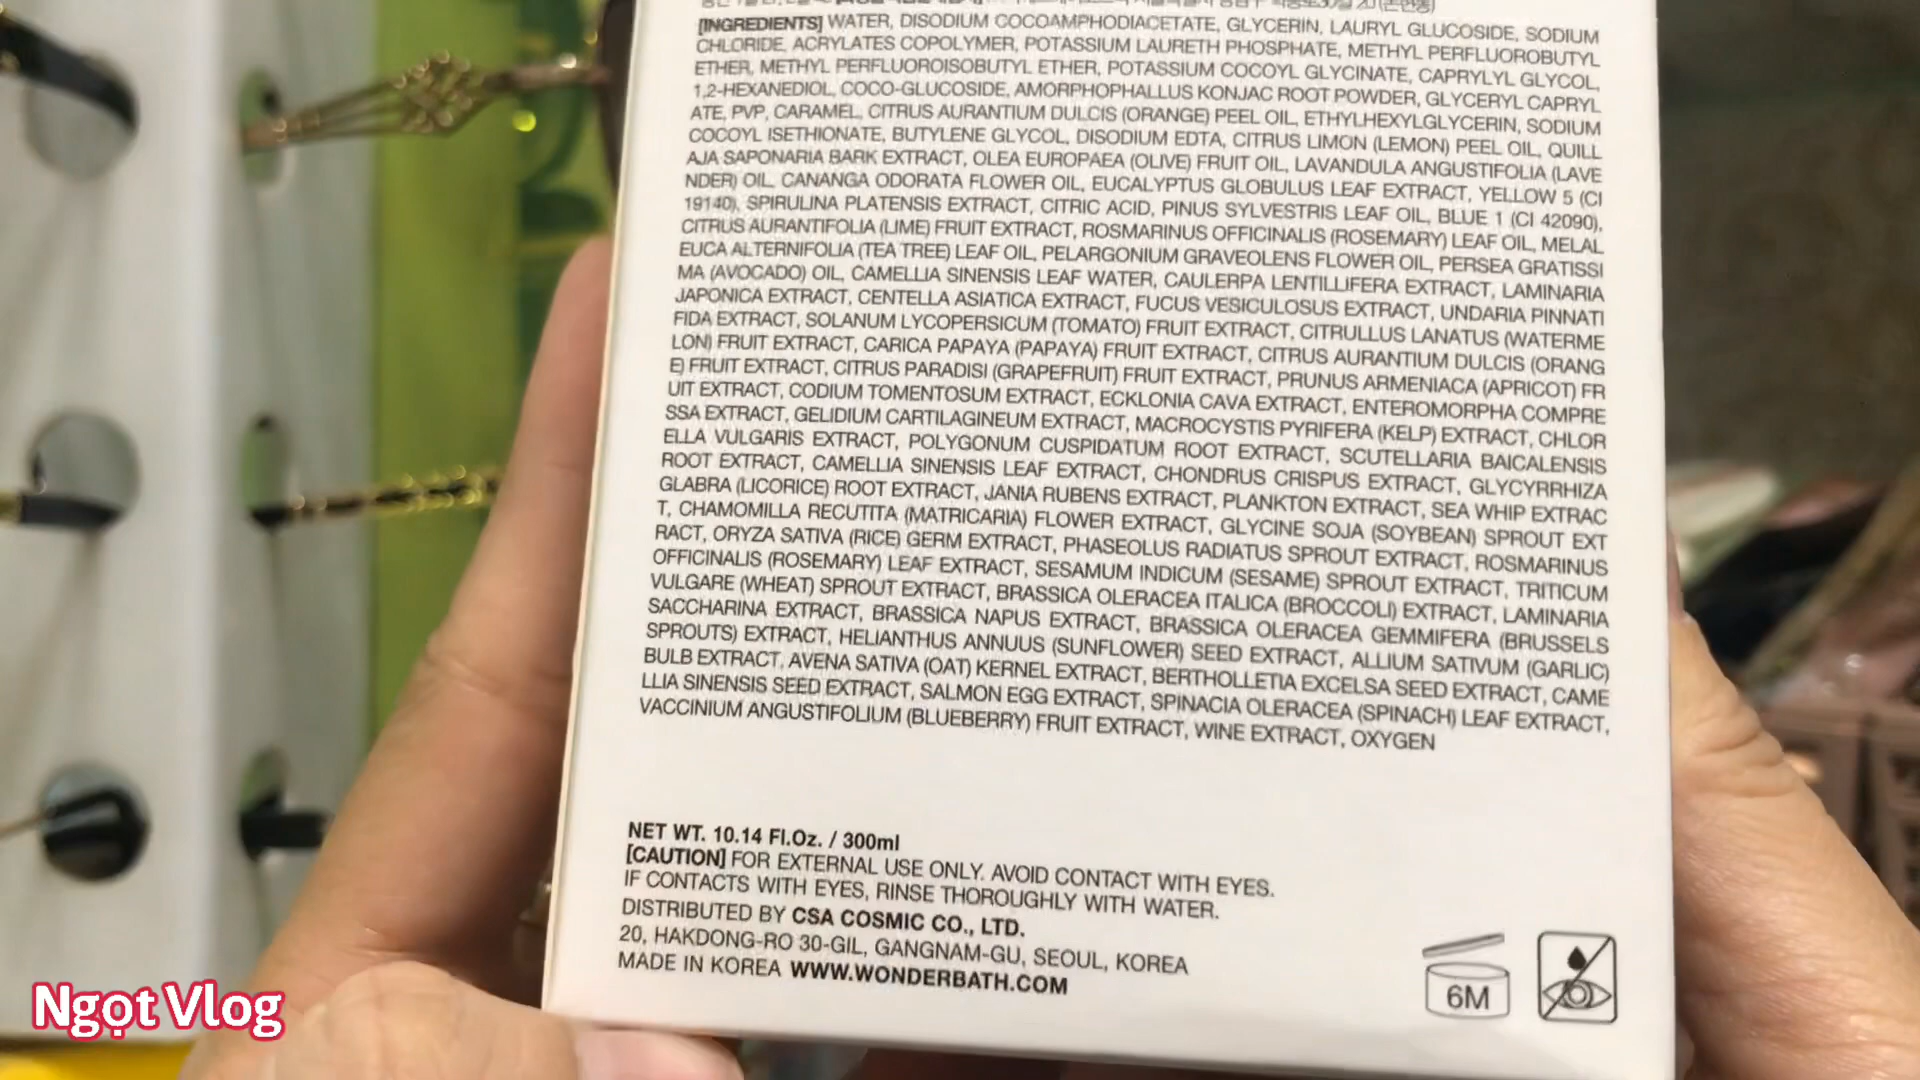 [INGREDIENTS] WATER, DISODIUM COCOAMPHODIACETATE, GLYCERIN, LAURYL GLUCOSIDE, SODIUM
CHLORIDE, ACRYLATES COPOLYMER, POTASSIUM LAURETH PHOSPHATE, METHYL PERFLUOROBUTYL
ETHER, METHYL PERFLUOROISOBUTYL ETHER, POTASSIUM COCOYL GLYCINATE, CAPRYLYL GLYCOL,
1,2-HEXANEDIOL, COCO-GLUCOSIDE, AMORPHOPHALLUS KONJAC ROOT POWDER, GLYCERYL CAPRYL
ATE, PVP, CARAMEL, CITRUS AURANTIUM DULCIS (ORANGE) PEEL OIL, ETHYLHEXYLGLYCERIN, SODIUM
COCOYL ISETHIONATE, BUTYLENE GLYCOL, DISODIUM EDTA, CITRUS LIMON (LEMON) PEEL OIL, QUILL
AJA SAPONARIA BARK EXTRACT, OLEA EUROPAEA (OLIVE) FRUIT OIL, LAVANDULA ANGUSTIFOLIA (LAVE
NDER) OIL, CANANGA ODORATA FLOWER OIL, EUCALYPTUS GLOBULUS LEAF EXTRACT, YELLOW 5 (CI
19140), SPIRULINA PLATENSIS EXTRACT, CITRIC ACID, PINUS SYLVESTRIS LEAF OIL, BLUE 1 (CI 42090),
CITRUS AURANTIFOLIA (LIME) FRUIT EXTRACT, ROSMARINUS OFFICINALIS (ROSEMARY) LEAF OIL, MELAL
EUCA ALTERNIFOLIA (TEA TREE) LEAF OIL, PELARGONIUM GRAVEOLENS FLOWER OIL, PERSEA GRATISSI
MA (AVOCADO) OIL, CAMELLIA SINENSIS LEAF WATER, CAULERPA LENTILLIFERA EXTRACT, LAMINARIA
JAPONICA EXTRACT, CENTELLA ASIATICA EXTRACT, FUCUS VESICULOSUS EXTRACT, UNDARIA PINNATI
FIDA EXTRACT, SOLANUM LYCOPERSICUM (TOMATO) FRUIT EXTRACT, CITRULLUS LANATUS (WATERME
LON) FRUIT EXTRACT, CARICA PAPAYA (PAPAYA) FRUIT EXTRACT, CITRUS AURANTIUM DULCIS (ORANG
E) FRUIT EXTRACT, CITRUS PARADISI (GRAPEFRUIT) FRUIT EXTRACT, PRUNUS ARMENIACA (APRICOT) FR
UIT EXTRACT, CODIUM TOMENTOSUM EXTRACT, ECKLONIA CAVA EXTRACT, ENTEROMORPHA COMPRE
SSA EXTRACT, GELIDIUM CARTILAGINEUM EXTRACT, MACROCYSTIS PYRIFERA (KELP) EXTRACT, CHLOR
ELLA VULGARIS EXTRACT, POLYGONUM CUSPIDATUM ROOT EXTRACT, SCUTELLARIA BAICALENSIS
ROOT EXTRACT, CAMELLIA SINENSIS LEAF EXTRACT, CHONDRUS CRISPUS EXTRACT, GLYCYRRHIZA
GLABRA (LICORICE) ROOT EXTRACT, JANIA RUBENS EXTRACT, PLANKTON EXTRACT, SEA WHIP EXTRAC
T, CHAMOMILLA RECUTITA (MATRICARIA) FLOWER EXTRACT, GLYCINE SOJA (SOYBEAN) SPROUT EXT
RACT, ORYZA SATIVA (RICE) GERM EXTRACT, PHASEOLUS RADIATUS SPROUT EXTRACT, ROSMARINUS
OFFICINALIS (ROSEMARY) LEAF EXTRACT, SESAMUM INDICUM (SESAME) SPROUT EXTRACT, TRITICUM
VULGARE (WHEAT) SPROUT EXTRACT, BRASSICA OLERACEA ITALICA (BROCCOLI) EXTRACT, LAMINARIA
SACCHARINA EXTRACT, BRASSICA NAPUS EXTRACT, BRASSICA OLERACEA GEMMIFERA (BRUSSELS
SPROUTS) EXTRACT, HELIANTHUS ANNUUS (SUNFLOWER) SEED EXTRACT, ALLIUM SATIVUM (GARLIC)
BULB EXTRACT, AVENA SATIVA (OAT) KERNEL EXTRACT, BERTHOLLETIA EXCELSA SEED EXTRACT, CAME
LLIA SINENSIS SEED EXTRACT, SALMON EGG EXTRACT, SPINACIA OLERACEA (SPINACH) LEAF EXTRACT,
VACCINIUM ANGUSTIFOLIUM (BLUEBERRY) FRUIT EXTRACT, WINE EXTRACT, OXYGEN
NET WT. 10.14 Fl.Oz. / 300ml
[CAUTION] FOR EXTERNAL USE ONLY. AVOID CONTACT WITH EYES.
IF CONTACTS WITH EYES, RINSE THOROUGHLY WITH WATER.
DISTRIBUTED BY CSA COSMIC CO., LTD.
20, HAKDONG-RO 30-GIL, GANGNAM-GU, SEOUL, KOREA
MADE IN KOREA WWW.WONDERBATH.COM
6M
Ngọt Vlog